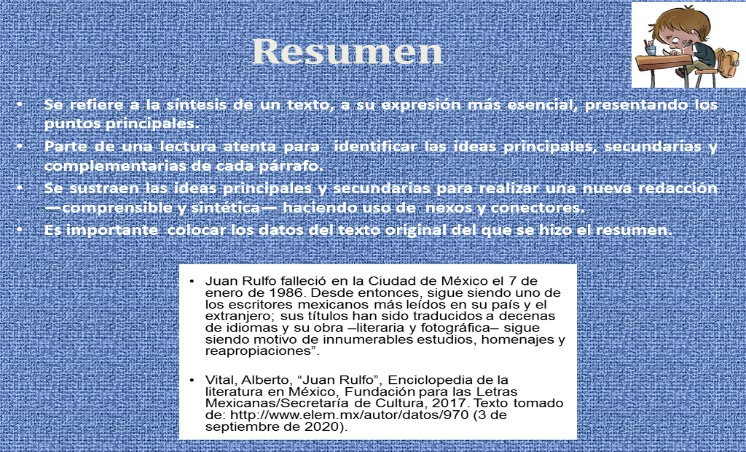 Resumen
• Se refiere a la síntesis de un texto, a su expresión más esencial, presentando los
puntos principales.
• Parte de una lectura atenta para identificar las ideas principales, secundarias y
complementarias de cada párrafo.
• Se sustraen las ideas principales y secundarias para realizar una nueva redacción
—comprensible y sintética— haciendo uso de nexos y conectores.
• Es importante colocar los datos del texto original del que se hizo el resumen.
• Juan Rulfo falleció en la Ciudad de México el 7 de
enero de 1986. Desde entonces, sigue siendo uno de
los escritores mexicanos más leídos en su país y el
extranjero; sus títulos han sido traducidos a decenas
de idiomas y su obra –literaria y fotográfica– sigue
siendo motivo de innumerables estudios, homenajes y
reapropiaciones”.
• Vital, Alberto, “Juan Rulfo”, Enciclopedia de la
literatura en México, Fundación para las Letras
Mexicanas/Secretaría de Cultura, 2017. Texto tomado
de: http://www.elem.mx/autor/datos/970 (3 de
septiembre de 2020).